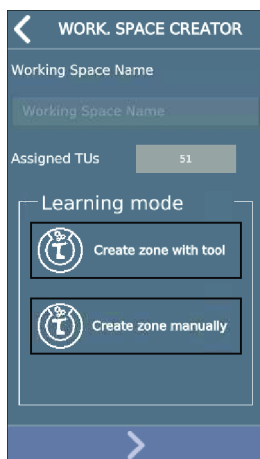 WORK. SPACE CREATOR
Working Space Name
Working Space Name
Assigned TUs 51
Learning mode
Create zone with tool
Create zone manually